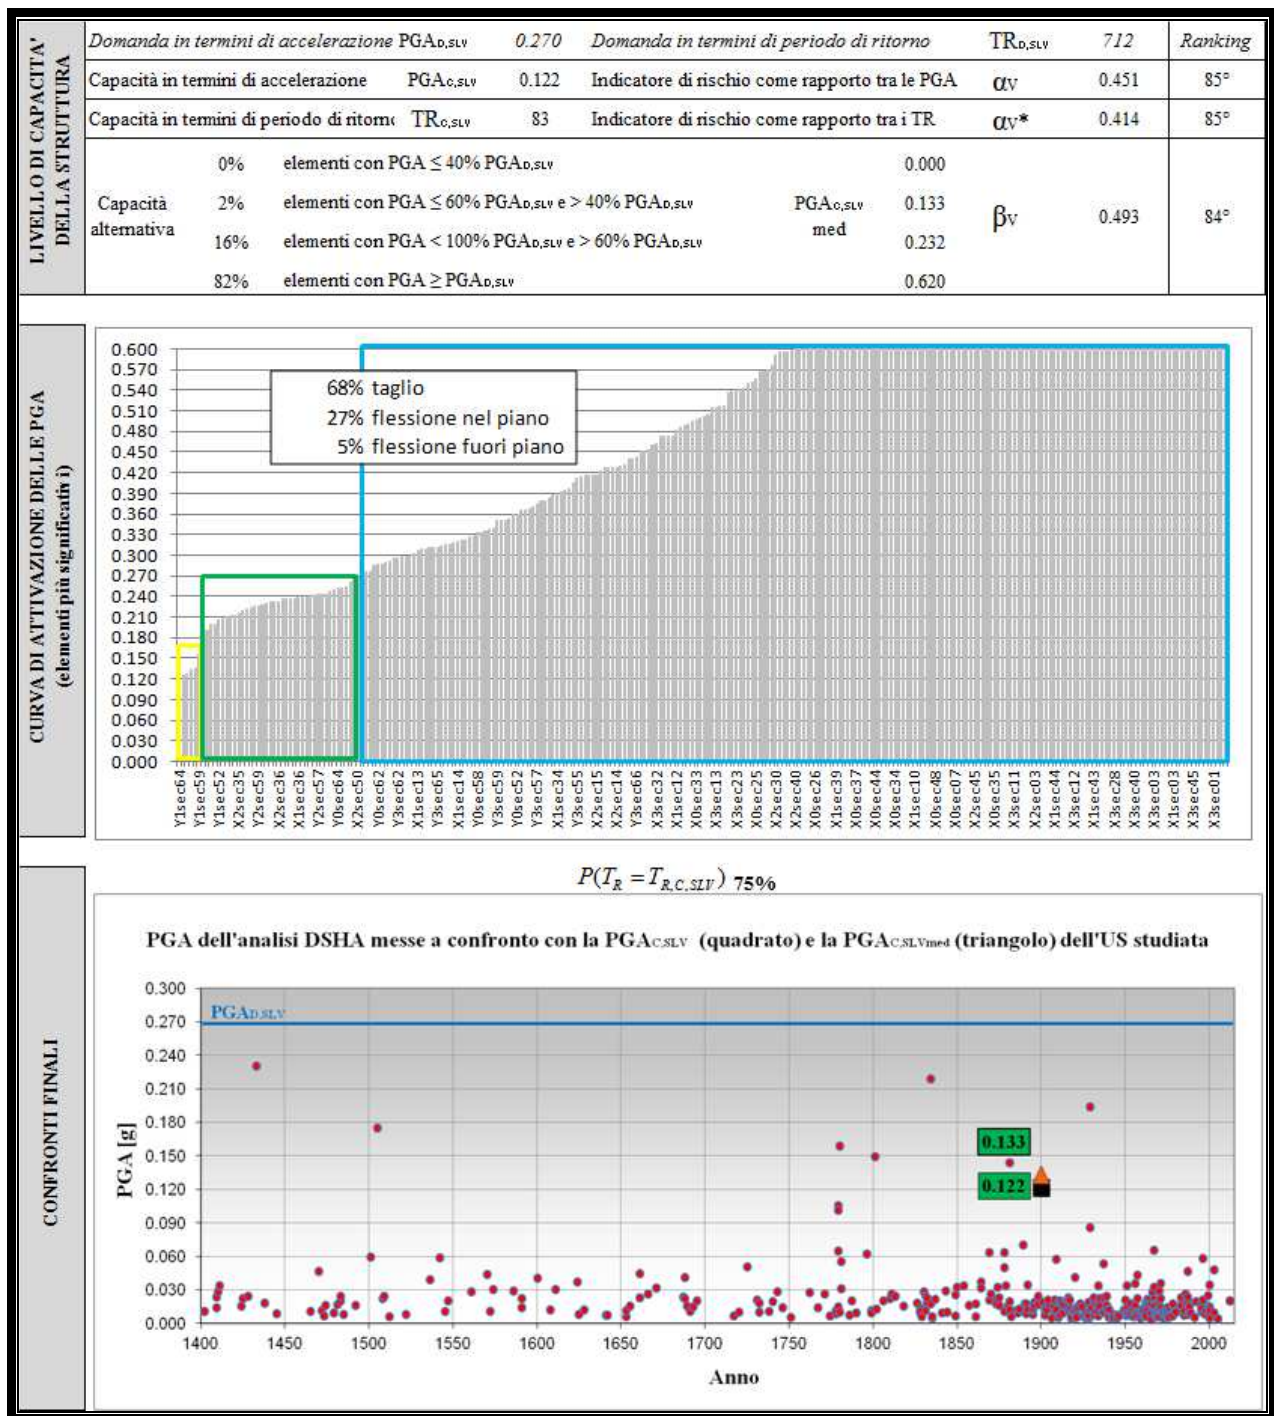 LIVELLO DI CAPACITA' DELLA STRUTTURA
Domanda in termini di accelerazione PGAD,SLV 0.270 Domanda in termini di periodo di ritorno TRD,SLV 712 Ranking
Capacità in termini di accelerazione PGAC,SLV 0.122 Indicatore di rischio come rapporto tra le PGA αV 0.451 85°
Capacità in termini di periodo di ritorno TRC,SLV 83 Indicatore di rischio come rapporto tra i TR αV* 0.414 85°
Capacità alternativa
0% elementi con PGA ≤ 40% PGAD,SLV 0.000
2% elementi con PGA ≤ 60% PGAD,SLV e > 40% PGAD,SLV 0.133
16% elementi con PGA < 100% PGAD,SLV e > 60% PGAD,SLV 0.232
82% elementi con PGA ≥ PGAD,SLV 0.620
PGAC,SLV med
βV 0.493 84°
CURVA DI ATTIVAZIONE DELLE PGA
(elementi più significativi)
0.600
0.570
0.540
0.510
0.480
0.450
0.420
0.390
0.360
0.330
0.300
0.270
0.240
0.210
0.180
0.150
0.120
0.090
0.060
0.030
0.000
68% taglio
27% flessione nel piano
5% flessione fuori piano
Y1sec64 Y1sec59 Y1sec52 X2sec35 Y2sec59 X2sec36 X1sec36 Y2sec57 Y0sec64 X2sec50 Y0sec62 Y3sec62 X1sec13 Y3sec65 X1sec14 Y0sec58 Y3sec59 Y0sec52 Y3sec57 Y0sec34 Y3sec55 X2sec15 X2sec14 Y3sec66 X3sec32 X1sec12 X0sec33 X3sec13 X3sec23 X0sec25 X2sec30 X2sec40 X0sec26 X1sec39 X0sec37 X0sec44 X0sec34 X1sec10 X0sec48 X0sec07 X2sec45 X0sec35 X3sec11 X2sec03 X1sec44 X3sec12 X1sec43 X3sec28 X3sec40 X1sec03 X1sec03 X3sec45 X3sec01
CONFRONTI FINALI
P(TR = TR,C,SLV) 75%
PGA dell'analisi DSHA messe a confronto con la PGAC,SLV (quadrato) e la PGAC,SLVmed (triangolo) dell'US studiata
PGA [g]
0.300
0.270
0.240
0.210
0.180
0.150
0.120
0.090
0.060
0.030
0.000
PGAD,SLV
0.133
0.122
1400 1450 1500 1550 1600 1650 1700 1750 1800 1850 1900 1950 2000
Anno